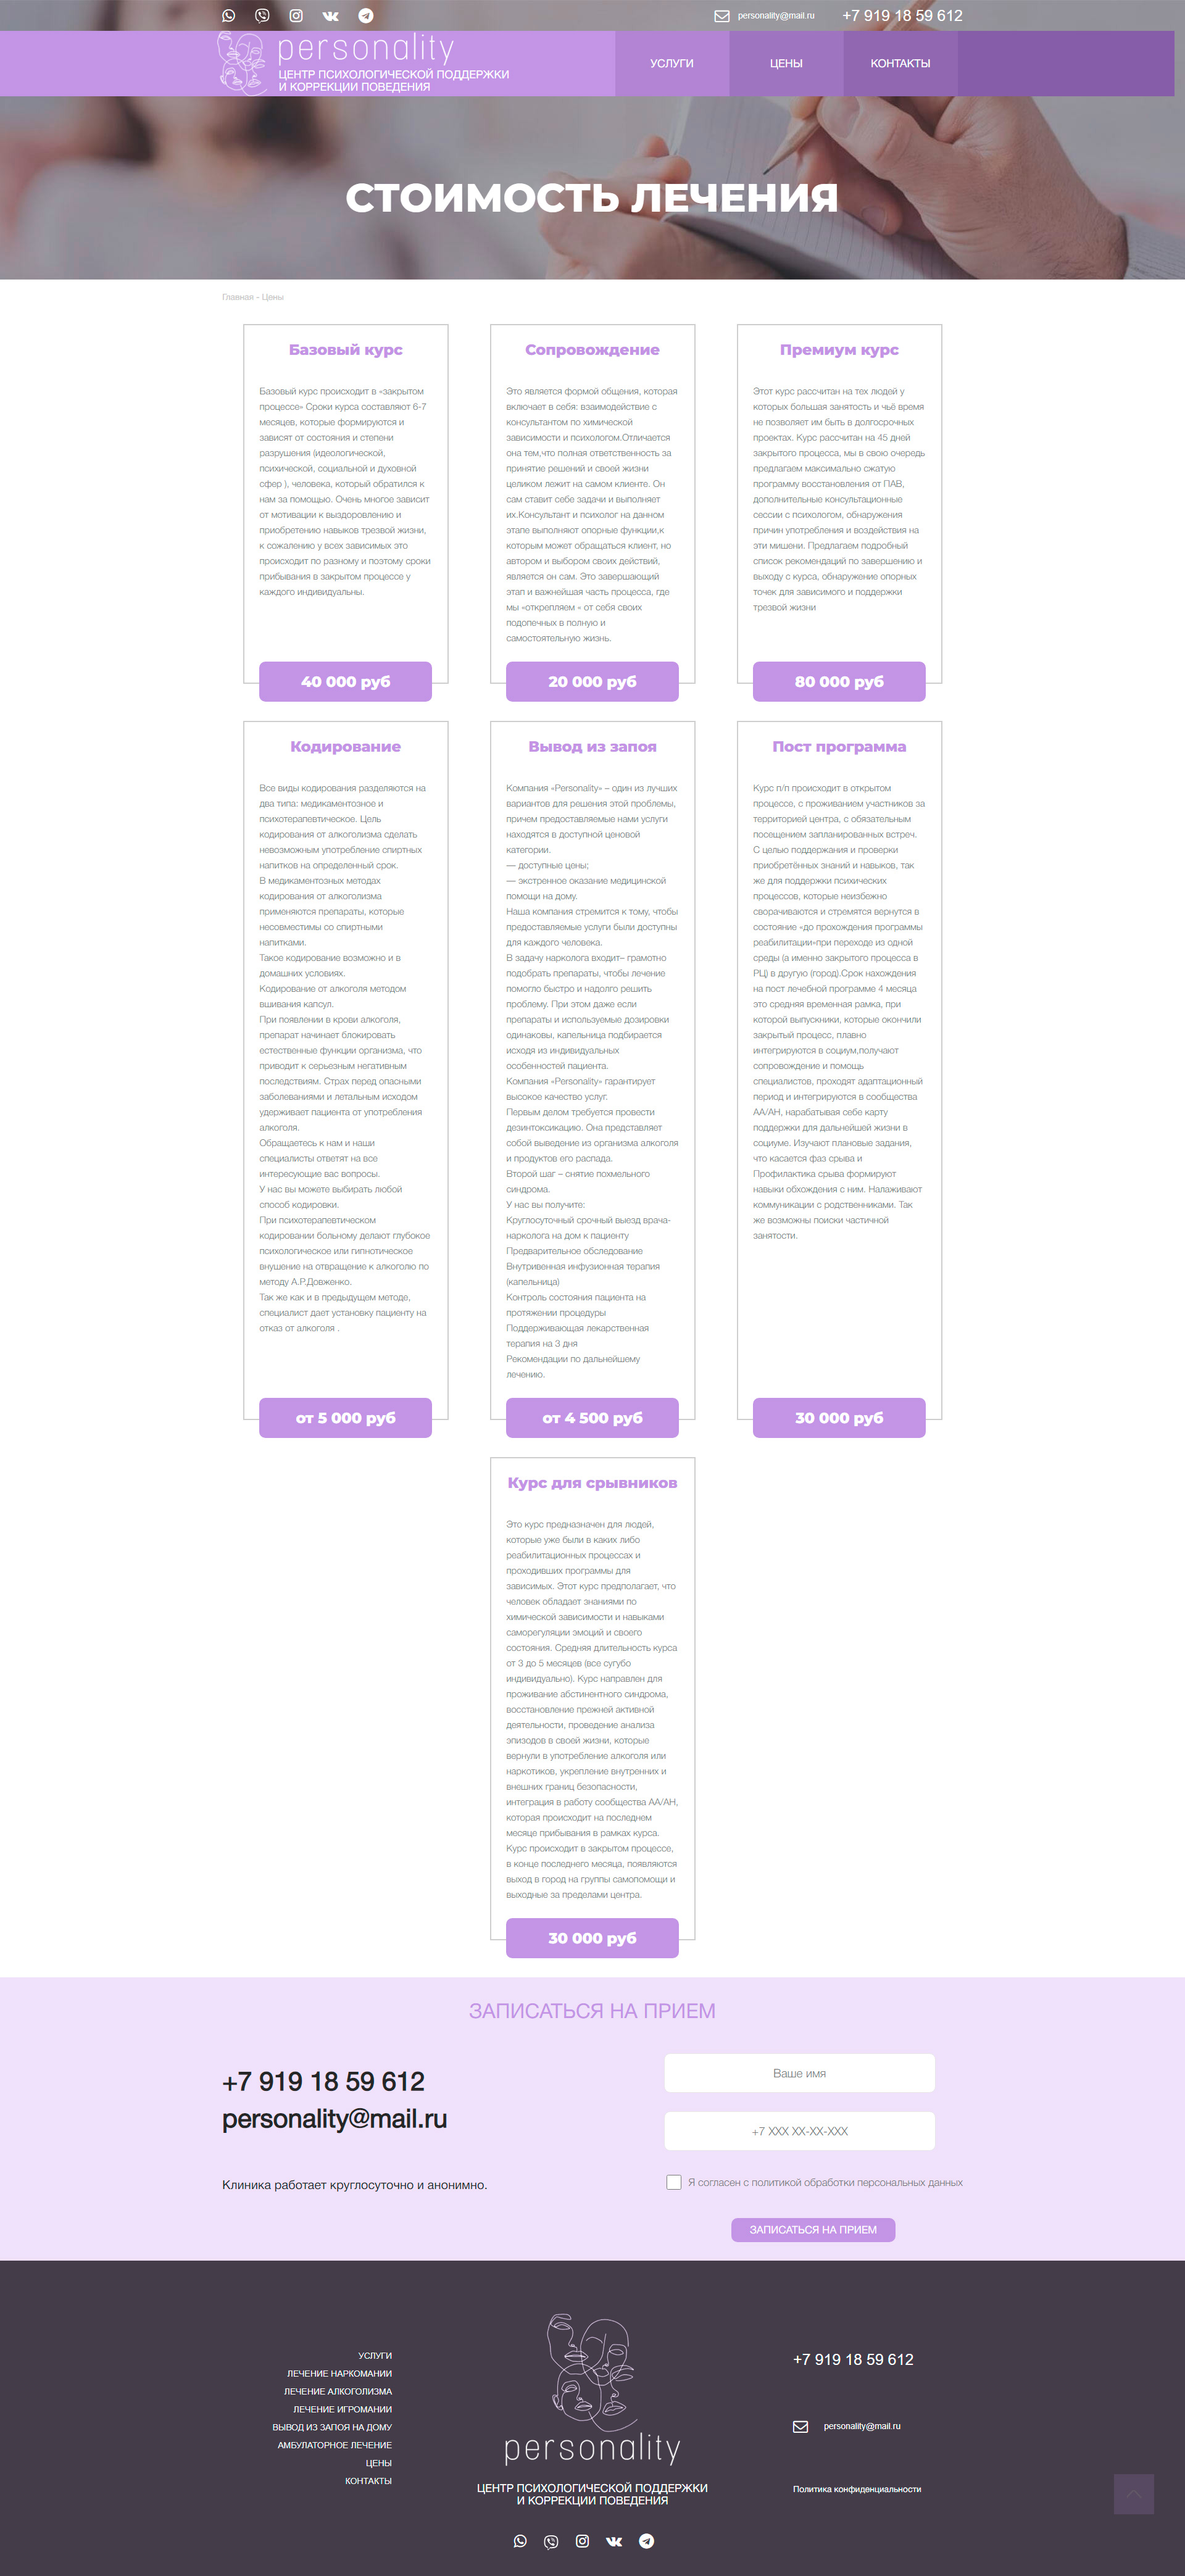 personality@mail.ru
+7 919 18 59 612
personality
ЦЕНТР ПСИХОЛОГИЧЕСКОЙ ПОДДЕРЖКИ
И КОРРЕКЦИИ ПОВЕДЕНИЯ
УСЛУГИ
ЦЕНЫ
КОНТАКТЫ
СТОИМОСТЬ ЛЕЧЕНИЯ
Главная - Цены
Базовый курс
Базовый курс происходит в «закрытом
процессе» Сроки курса составляют 6-7
месяцев, которые формируются и
зависят от состояния и степени
разрушения (идеологической,
психической, социальной и духовной
сфер ), человека, который обратился к
нам за помощью. Очень многое зависит
от мотивации к выздоровлению и
приобретению навыков трезвой жизни,
к сожалению у всех зависимых это
происходит по разному и поэтому сроки
прибывания в закрытом процессе у
каждого индивидуальны.
40 000 руб
Сопровождение
Это является формой общения, которая
включает в себя: взаимодействие с
консультантом по химической
зависимости и психологом.Отличается
она тем,что полная ответственность за
принятие решений и своей жизни
целиком лежит на самом клиенте. Он
сам ставит себе задачи и выполняет
их.Консультант и психолог на данном
этапе выполняют опорные функции,к
которым может обращаться клиент, но
автором и выбором своих действий,
является он сам. Это завершающий
этап и важнейшая часть процесса, где
мы «открепляем « от себя своих
подопечных в полную и
самостоятельную жизнь.
20 000 руб
Премиум курс
Этот курс рассчитан на тех людей у
которых большая занятость и чьё время
не позволяет им быть в долгосрочных
проектах. Курс рассчитан на 45 дней
закрытого процесса, мы в свою очередь
предлагаем максимально сжатую
программу восстановления от ПАВ,
дополнительные консультационные
сессии с психологом, обнаружения
причин употребления и воздействия на
эти мишени. Предлагаем подробный
список рекомендаций по завершению и
выходу с курса, обнаружение опорных
точек для зависимого и поддержки
трезвой жизни
80 000 руб
Кодирование
Все виды кодирования разделяются на
два типа: медикаментозное и
психотерапевтическое. Цель
кодирования от алкоголизма сделать
невозможным употребление спиртных
напитков на определенный срок.
В медикаментозных методах
кодирования от алкоголизма
применяются препараты, которые
несовместимы со спиртными
напитками.
Такое кодирование возможно и в
домашних условиях.
Кодирование от алкоголя методом
вшивания капсул.
При появлении в крови алкоголя,
препарат начинает блокировать
естественные функции организма, что
приводит к серьезным негативным
последствиям. Страх перед опасными
заболеваниями и летальным исходом
удерживает пациента от употребления
алкоголя.
Обращаетесь к нам и наши
специалисты ответят на все
интересующие вас вопросы.
У нас вы можете выбирать любой
способ кодировки.
При психотерапевтическом
кодировании больному делают глубокое
психологическое или гипнотическое
внушение на отвращение к алкоголю по
методу А.Р.Довженко.
Так же как и в предыдущем методе,
специалист дает установку пациенту на
отказ от алкоголя .
от 5 000 руб
Вывод из запоя
Компания «Personality» – один из лучших
вариантов для решения этой проблемы,
причем предоставляемые нами услуги
находятся в доступной ценовой
категории.
— доступные цены;
— экстренное оказание медицинской
помощи на дому.
Наша компания стремится к тому, чтобы
предоставляемые услуги были доступны
для каждого человека.
В задачу нарколога входит– грамотно
подобрать препараты, чтобы лечение
помогло быстро и надолго решить
проблему. При этом даже если
препараты и используемые дозировки
одинаковы, капельница подбирается
исходя из индивидуальных
особенностей пациента.
Компания «Personality» гарантирует
высокое качество услуг.
Первым делом требуется провести
дезинтоксикацию. Она представляет
собой выведение из организма алкоголя
и продуктов его распада.
Второй шаг – снятие похмельного
синдрома.
У нас вы получите:
Круглосуточный срочный выезд врача-
нарколога на дом к пациенту
Предварительное обследование
Внутривенная инфузионная терапия
(капельница)
Контроль состояния пациента на
протяжении процедуры
Поддерживающая лекарственная
терапия на 3 дня
Рекомендации по дальнейшему
лечению.
от 4 500 руб
Пост программа
Курс п/п происходит в открытом
процессе, с проживанием участников за
территорией центра, с обязательным
посещением запланированных встреч.
С целью поддержания и проверки
приобретённых знаний и навыков, так
же для поддержки психических
процессов, которые неизбежно
сворачиваются и стремятся вернутся в
состояние «до прохождения программы
реабилитации»при переходе из одной
среды (а именно закрытого процесса в
РЦ) в другую (город).Срок нахождения
на пост лечебной программе 4 месяца
это средняя временная рамка, при
которой выпускники, которые окончили
закрытый процесс, плавно
интегрируются в социум,получают
сопровождение и помощь
специалистов, проходят адаптационный
период и интегрируются в сообщества
АА/АН, нарабатывая себе карту
поддержки для дальнейшей жизни в
социуме. Изучают плановые задания,
что касается фаз срыва и
Профилактика срыва формируют
навыки обхождения с ним. Налаживают
коммуникации с родственниками. Так
же возможны поиски частичной
занятости.
30 000 руб
Курс для срывников
Это курс предназначен для людей,
которые уже были в каких либо
реабилитационных процессах и
проходивших программы для
зависимых. Этот курс предполагает, что
человек обладает знаниями по
химической зависимости и навыками
саморегуляции эмоций и своего
состояния. Средняя длительность курса
от 3 до 5 месяцев (все сугубо
индивидуально). Курс направлен для
проживание абстинентного синдрома,
восстановление прежней активной
деятельности, проведение анализа
эпизодов в своей жизни, которые
вернули в употребление алкоголя или
наркотиков, укрепление внутренних и
внешних границ безопасности,
интеграция в работу сообщества АА/АН,
которая происходит на последнем
месяце прибывания в рамках курса.
Курс происходит в закрытом процессе,
в конце последнего месяца, появляются
выход в город на группы самопомощи и
выходные за пределами центра.
30 000 руб
ЗАПИСАТЬСЯ НА ПРИЕМ
+7 919 18 59 612
personality@mail.ru
Клиника работает круглосуточно и анонимно.
Ваше имя
+7 XXX XX-XX-XXX
Я согласен с политикой обработки персональных данных
ЗАПИСАТЬСЯ НА ПРИЕМ
УСЛУГИ
ЛЕЧЕНИЕ НАРКОМАНИИ
ЛЕЧЕНИЕ АЛКОГОЛИЗМА
ЛЕЧЕНИЕ ИГРОМАНИИ
ВЫВОД ИЗ ЗАПОЯ НА ДОМУ
АМБУЛАТОРНОЕ ЛЕЧЕНИЕ
ЦЕНЫ
КОНТАКТЫ
personality
ЦЕНТР ПСИХОЛОГИЧЕСКОЙ ПОДДЕРЖКИ
И КОРРЕКЦИИ ПОВЕДЕНИЯ
+7 919 18 59 612
personality@mail.ru
Политика конфиденциальности